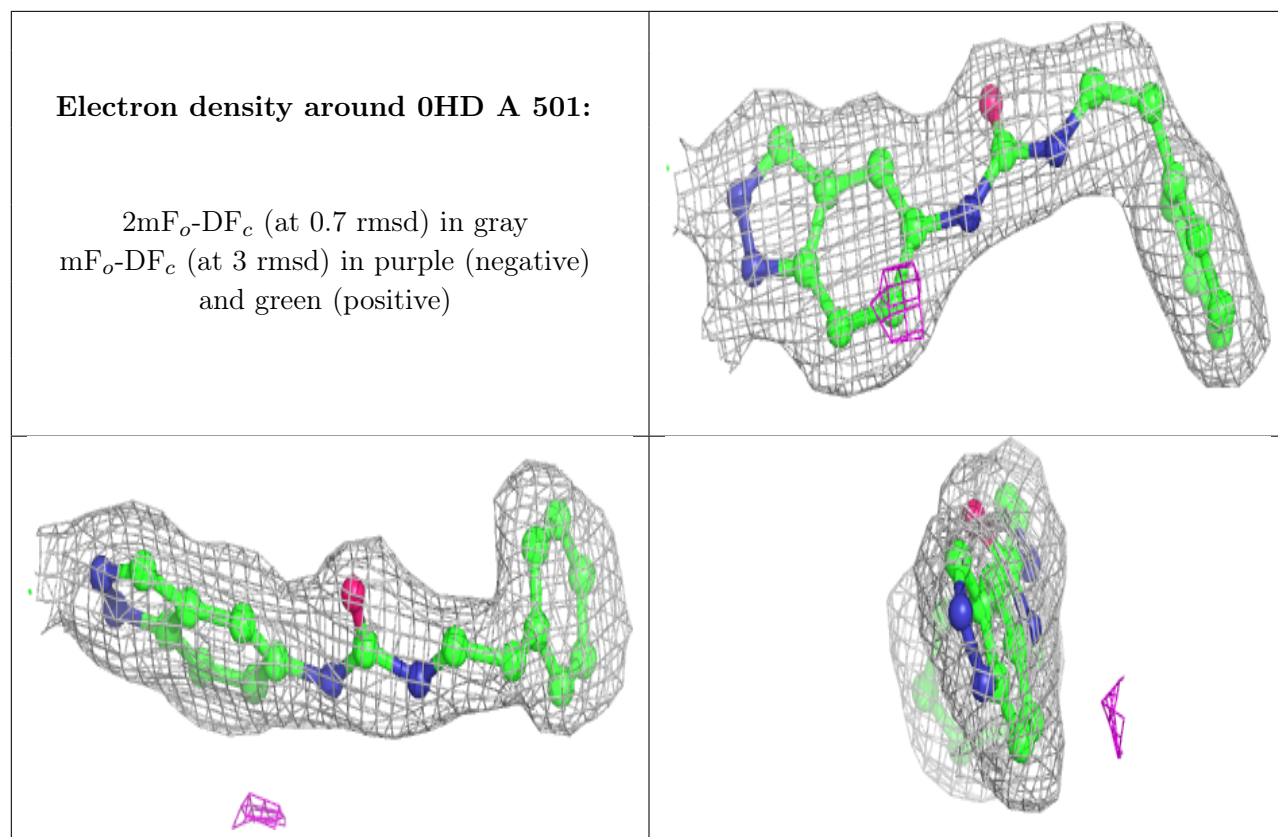 Electron density around 0HD A 501:
2mFₒ-DF𝒸 (at 0.7 rmsd) in gray
mFₒ-DF𝒸 (at 3 rmsd) in purple (negative)
and green (positive)